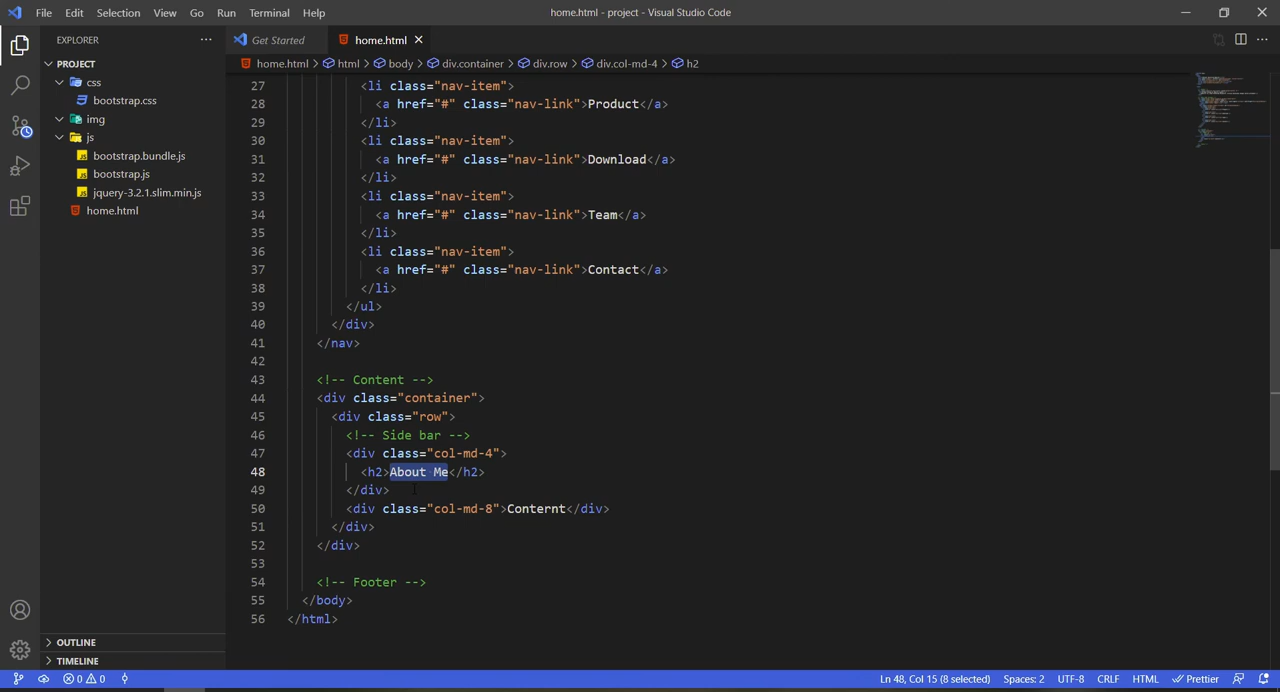 File Edit Selection View Go Run Terminal Help
home.html - project - Visual Studio Code
EXPLORER
Get Started
home.html
PROJECT
css
bootstrap.css
img
js
bootstrap.bundle.js
bootstrap.js
jquery-3.2.1.slim.min.js
home.html
OUTLINE
TIMELINE
home.html > html > body > div.container > div.row > div.col-md-4 > h2
27 <li class="nav-item">
28 <a href="#" class="nav-link">Product</a>
29 </li>
30 <li class="nav-item">
31 <a href="#" class="nav-link">Download</a>
32 </li>
33 <li class="nav-item">
34 <a href="#" class="nav-link">Team</a>
35 </li>
36 <li class="nav-item">
37 <a href="#" class="nav-link">Contact</a>
38 </li>
39 </ul>
40 </div>
41 </nav>
42
43 <!-- Content -->
44 <div class="container">
45 <div class="row">
46 <!-- Side bar -->
47 <div class="col-md-4">
48 <h2>About Me</h2>
49 </div>
50 <div class="col-md-8">Conternt</div>
51 </div>
52 </div>
53
54 <!-- Footer -->
55 </body>
56 </html>
0 0
Ln 48, Col 15 (8 selected) Spaces: 2 UTF-8 CRLF HTML Prettier